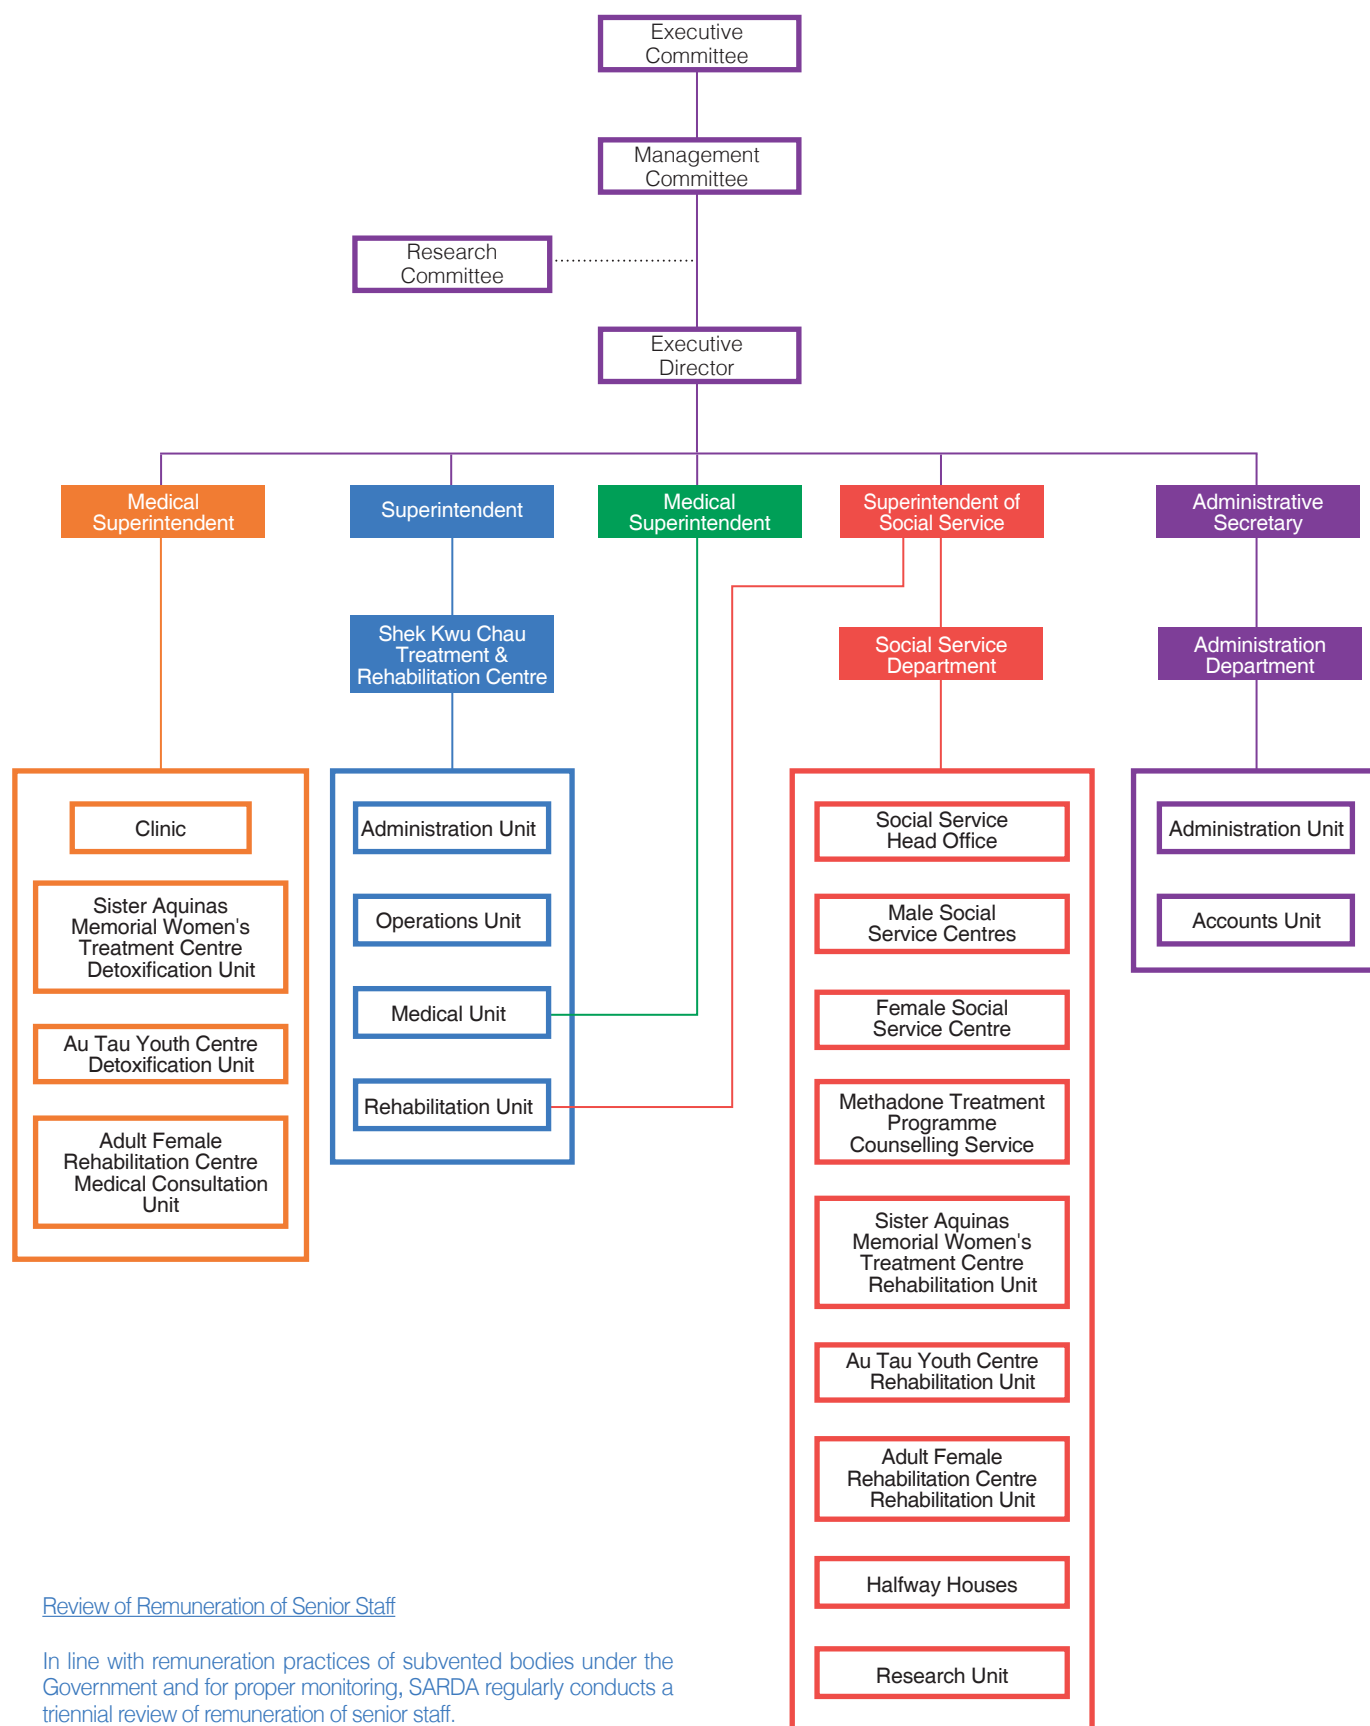 Executive
Committee
Management
Committee
Research
Committee
Executive
Director
Medical
Superintendent
Superintendent
Medical
Superintendent
Superintendent of
Social Service
Administrative
Secretary
Shek Kwu Chau
Treatment &
Rehabilitation Centre
Social Service
Department
Administration
Department
Clinic
Sister Aquinas
Memorial Women's
Treatment Centre
Detoxification Unit
Au Tau Youth Centre
Detoxification Unit
Adult Female
Rehabilitation Centre
Medical Consultation
Unit
Administration Unit
Operations Unit
Medical Unit
Rehabilitation Unit
Social Service
Head Office
Male Social
Service Centres
Female Social
Service Centre
Methadone Treatment
Programme
Counselling Service
Sister Aquinas
Memorial Women's
Treatment Centre
Rehabilitation Unit
Au Tau Youth Centre
Rehabilitation Unit
Adult Female
Rehabilitation Centre
Rehabilitation Unit
Halfway Houses
Research Unit
Administration Unit
Accounts Unit
Review of Remuneration of Senior Staff
In line with remuneration practices of subvented bodies under the
Government and for proper monitoring, SARDA regularly conducts a
triennial review of remuneration of senior staff.